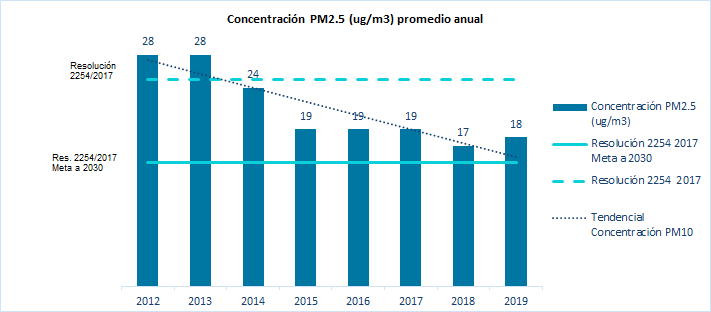 Concentración PM2.5 (ug/m3) promedio anual
Resolución
2254/2017
Res. 2254/2017
Meta a 2030
28
28
24
19
19
19
17
18
2012
2013
2014
2015
2016
2017
2018
2019
Concentración PM2.5
(ug/m3)
Resolución 2254 2017
Meta a 2030
Resolución 2254 2017
Tendencial
Concentración PM10